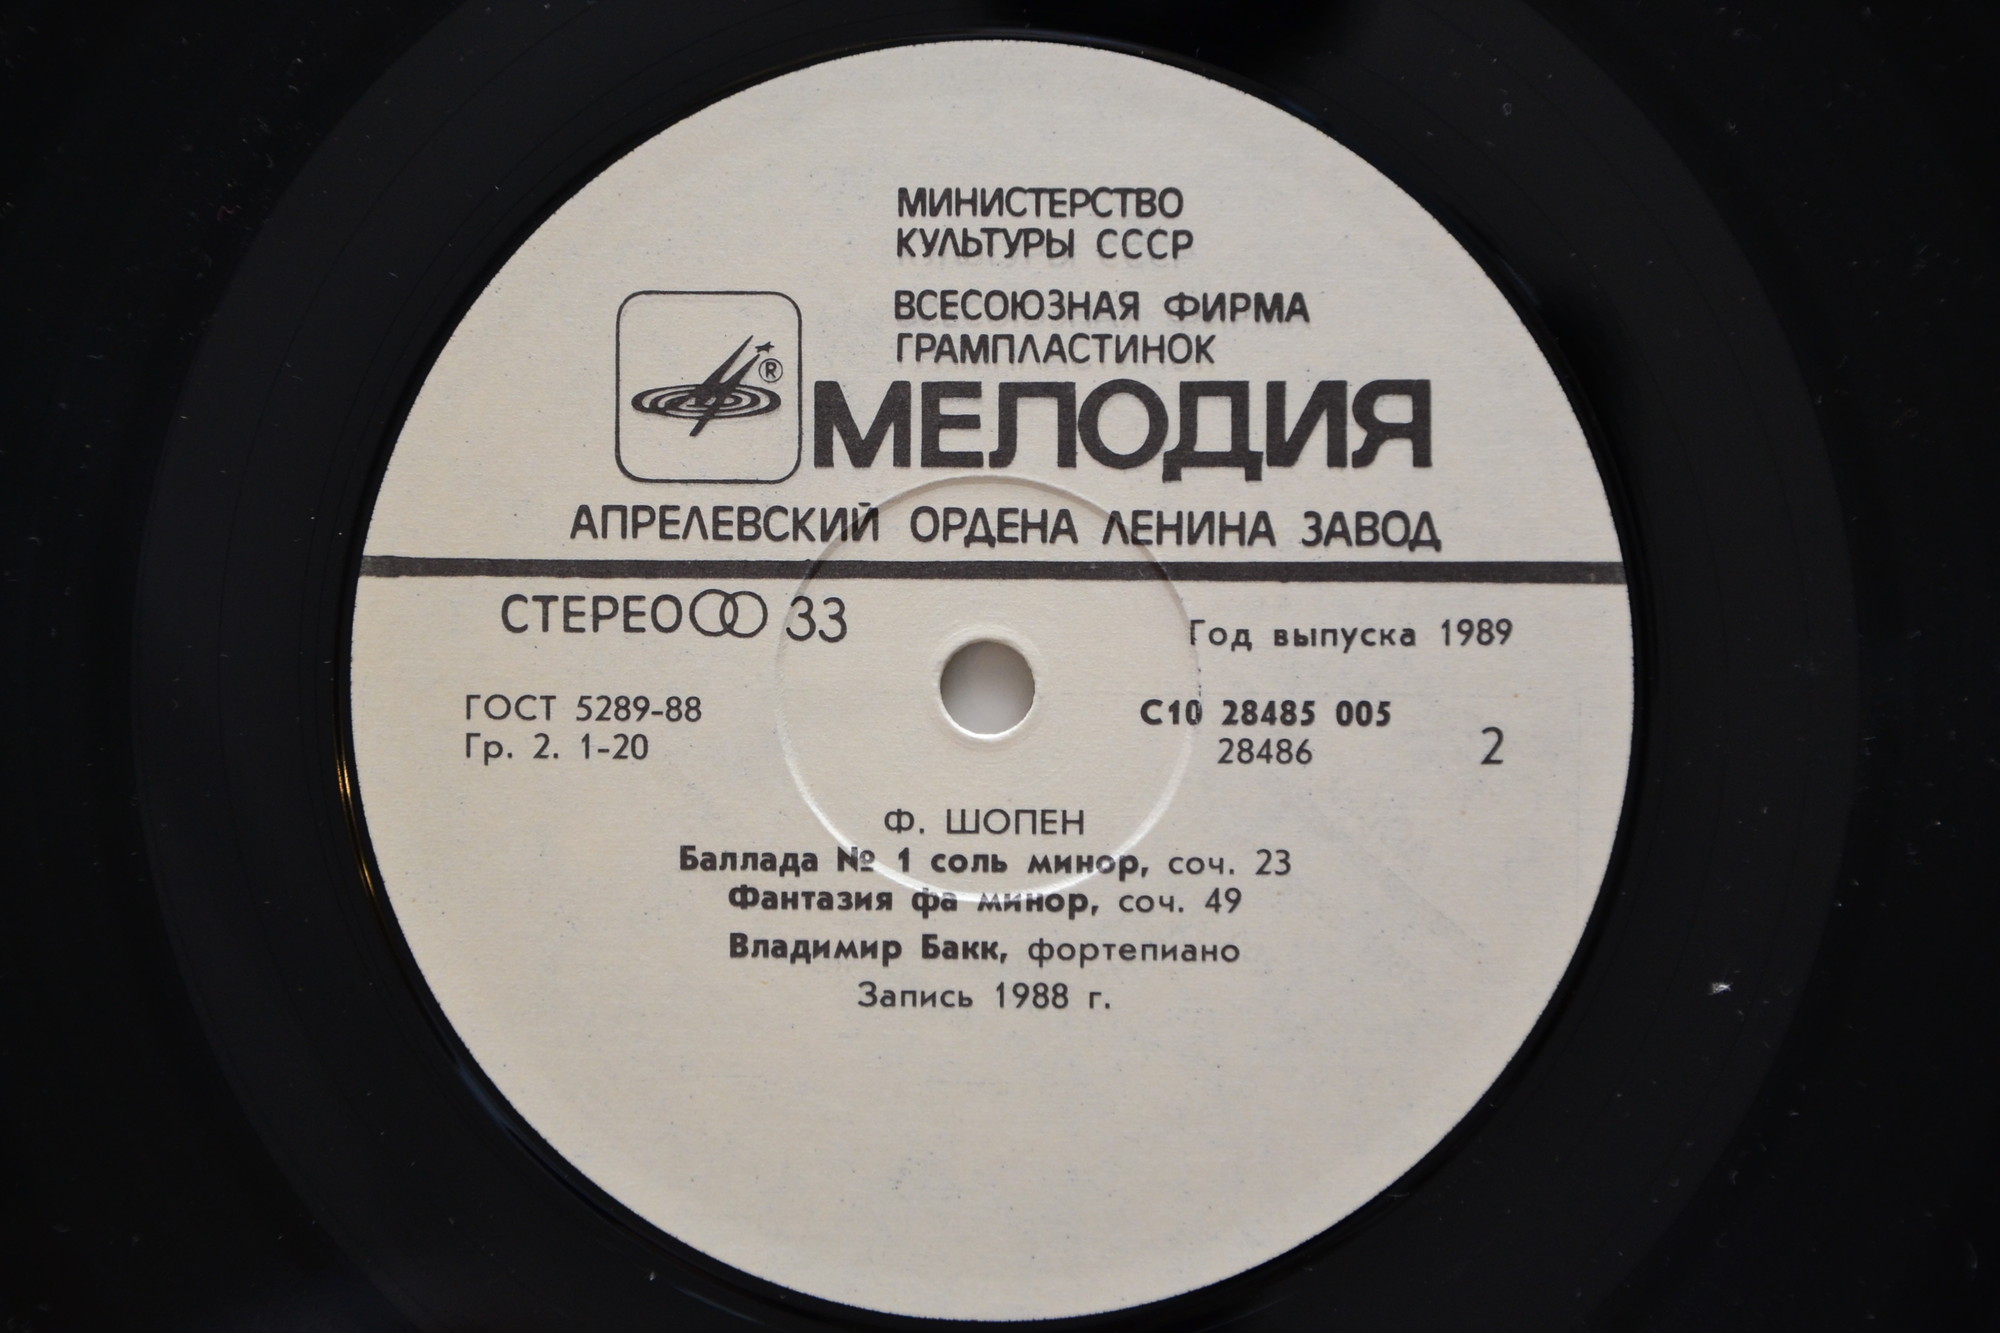 МИНИСТЕРСТВО
КУЛЬТУРЫ СССР
ВСЕСОЮЗНАЯ ФИРМА
ГРАМПЛАСТИНОК
®
МЕЛОДИЯ
АПРЕЛЕВСКИЙ ОРДЕНА ЛЕНИНА ЗАВОД
СТЕРЕО 33
Год выпуска 1989
ГОСТ 5289-88
Гр. 2. 1-20
С10 28485 005
28486
2
Ф. ШОПЕН
Баллада № 1 соль минор, соч. 23
Фантазия фа минор, соч. 49
Владимир Бакк, фортепиано
Запись 1988 г.